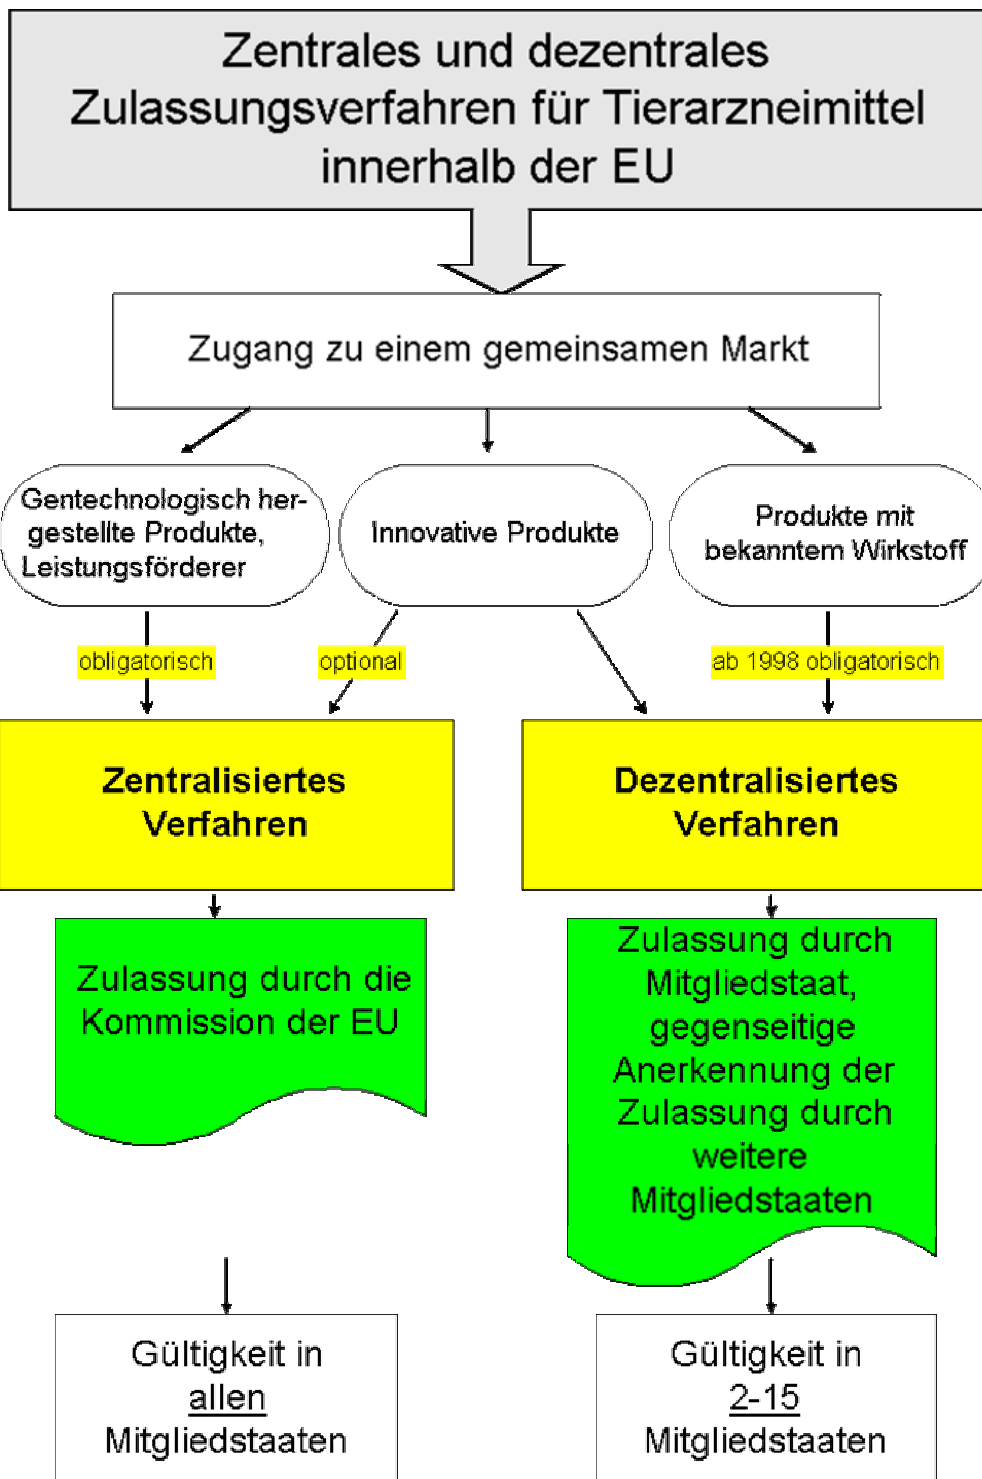 Zentrales und dezentrales
Zulassungsverfahren für Tierarzneimittel
innerhalb der EU
Zugang zu einem gemeinsamen Markt
Gentechnologisch her-
gestellte Produkte,
Leistungsförderer
Innovative Produkte
Produkte mit
bekanntem Wirkstoff
obligatorisch
optional
ab 1998 obligatorisch
Zentralisiertes
Verfahren
Dezentralisiertes
Verfahren
Zulassung durch die
Kommission der EU
Zulassung durch
Mitgliedstaat,
gegenseitige
Anerkennung der
Zulassung durch
weitere
Mitgliedstaaten
Gültigkeit in
allen
Mitgliedstaaten
Gültigkeit in
2-15
Mitgliedstaaten